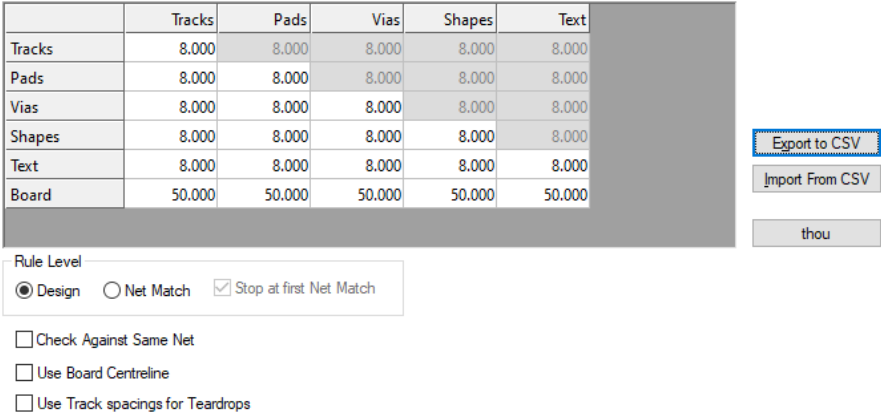 Tracks Pads Vias Shapes Text
Tracks 8.000 8.000 8.000 8.000 8.000
Pads 8.000 8.000 8.000 8.000 8.000
Vias 8.000 8.000 8.000 8.000 8.000
Shapes 8.000 8.000 8.000 8.000 8.000
Text 8.000 8.000 8.000 8.000 8.000
Board 50.000 50.000 50.000 50.000 50.000
Export to CSV
Import From CSV
thou
Rule Level
Design Net Match Stop at first Net Match
Check Against Same Net
Use Board Centreline
Use Track spacings for Teardrops